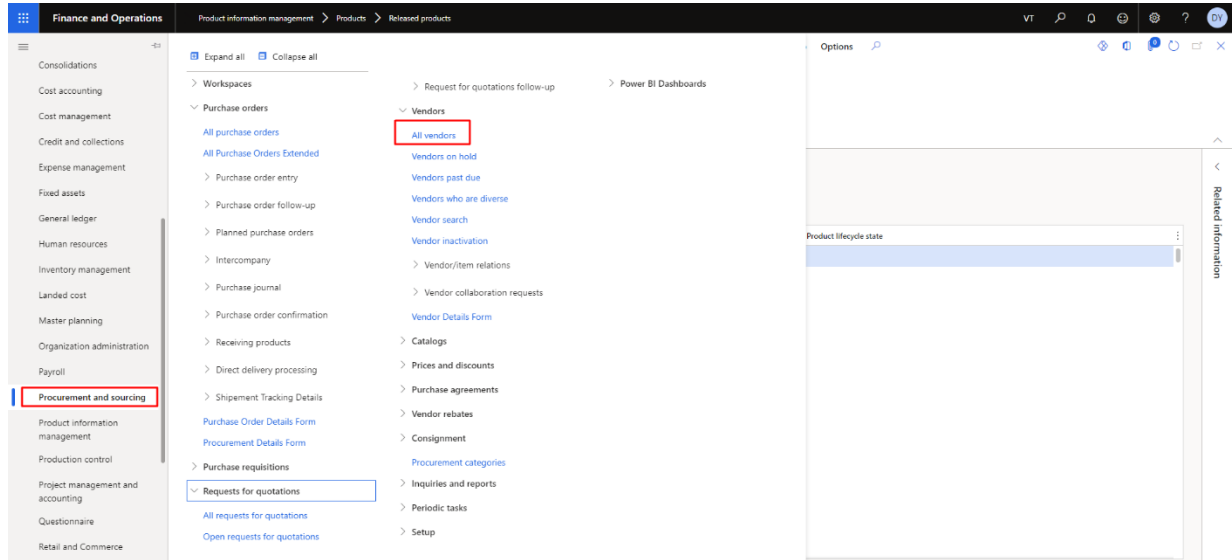 Finance and Operations
Product information management > Products > Released products
VT
?
DY
Consolidations
Cost accounting
Cost management
Credit and collections
Expense management
Fixed assets
General ledger
Human resources
Inventory management
Landed cost
Master planning
Organization administration
Payroll
Procurement and sourcing
Product information
management
Production control
Project management and
accounting
Questionnaire
Retail and Commerce
Expand all
Collapse all
Workspaces
Purchase orders
All purchase orders
All Purchase Orders Extended
Purchase order entry
Purchase order follow-up
Planned purchase orders
Intercompany
Purchase journal
Purchase order confirmation
Receiving products
Direct delivery processing
Shipement Tracking Details
Purchase Order Details Form
Procurement Details Form
Purchase requisitions
Requests for quotations
All requests for quotations
Open requests for quotations
Request for quotations follow-up
Vendors
All vendors
Vendors on hold
Vendors past due
Vendors who are diverse
Vendor search
Vendor inactivation
Vendor/item relations
Vendor collaboration requests
Vendor Details Form
Catalogs
Prices and discounts
Purchase agreements
Vendor rebates
Consignment
Procurement categories
Inquiries and reports
Periodic tasks
Setup
Power BI Dashboards
Options
0
Product lifecycle state
Related information